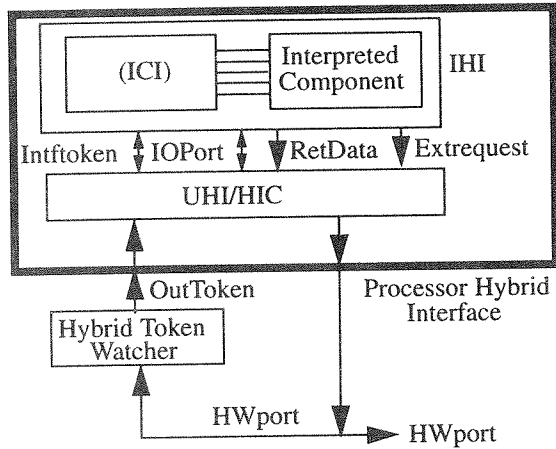 (ICI)
Interpreted
Component
IHI
Intftoken
IOPort
RetData
Extrequest
UHI/HIC
OutToken
Processor Hybrid
Interface
Hybrid Token
Watcher
HWport
HWport